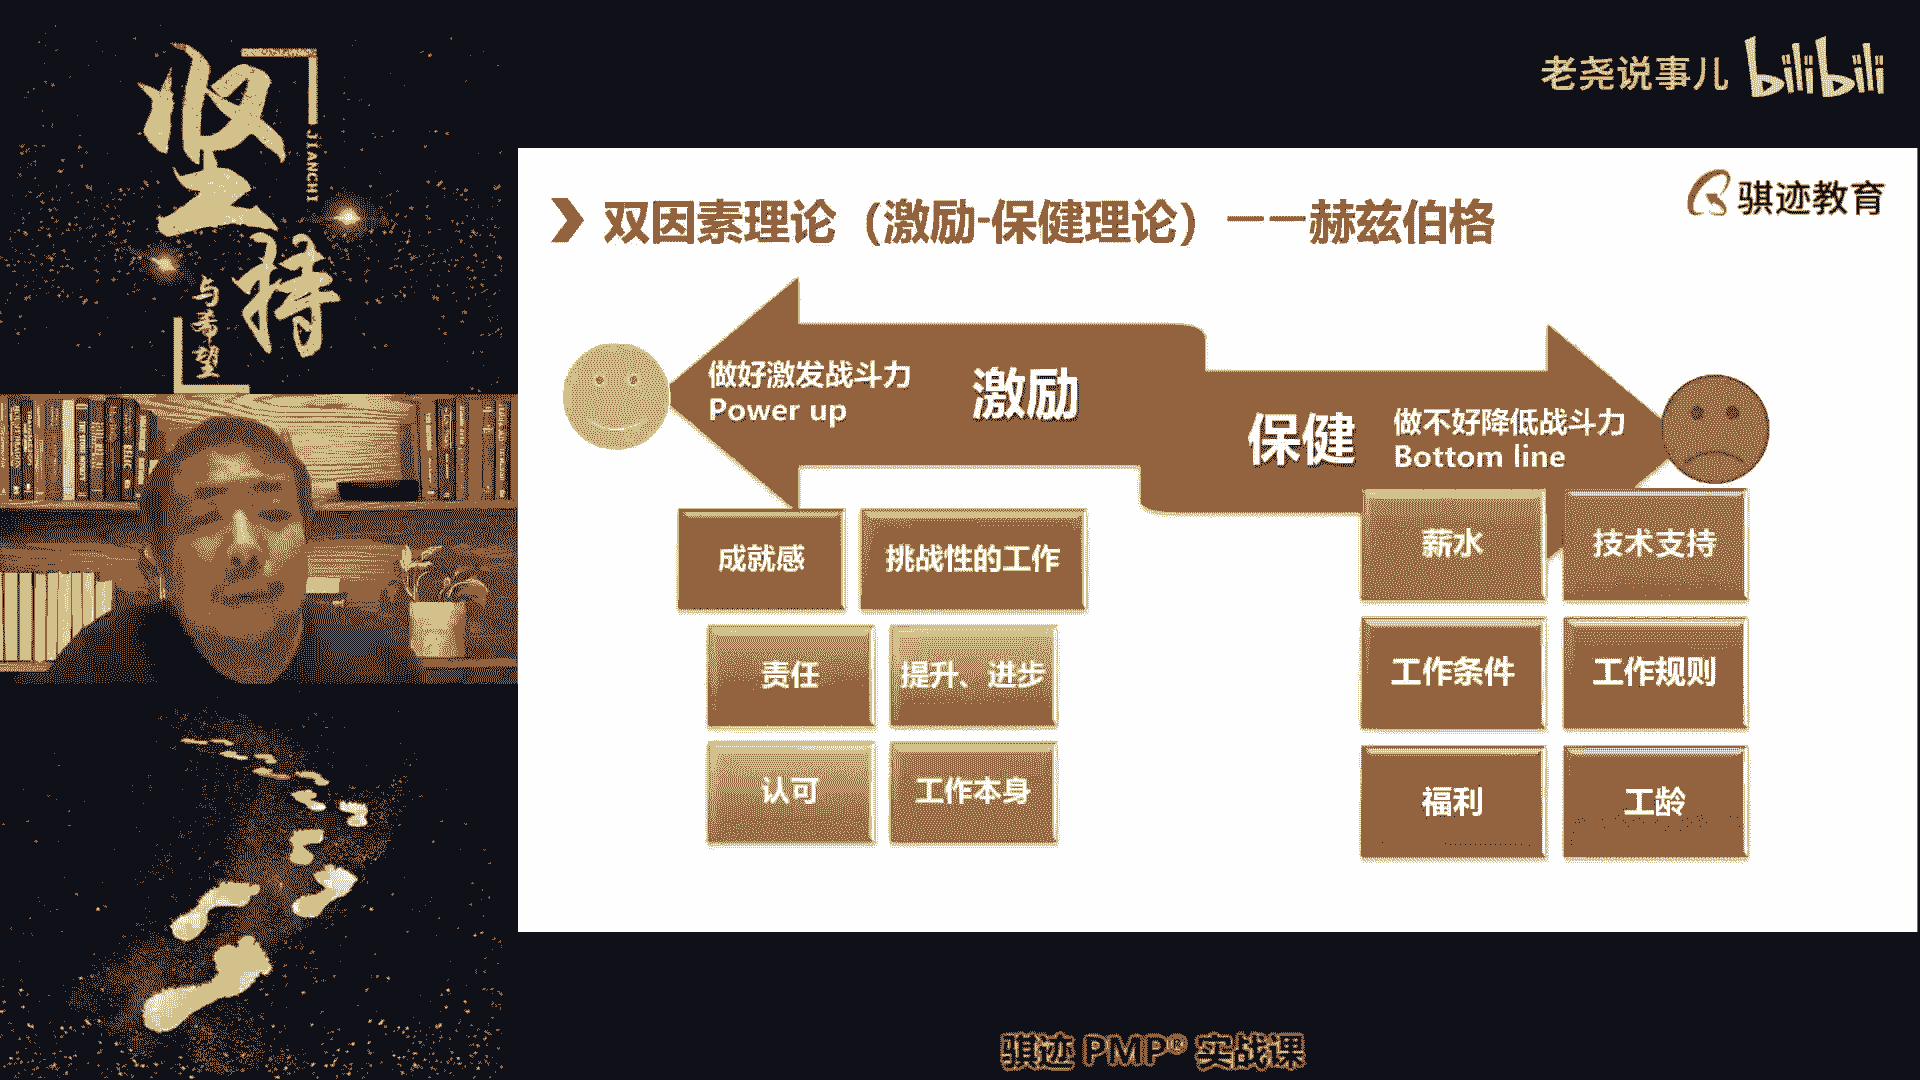 坚持
JIANCHI
与希望
老尧说事儿 bilibili
骐迹教育
双因素理论（激励-保健理论）——赫兹伯格
做好激发战斗力
Power up
激励
保健
做不好降低战斗力
Bottom line
成就感 挑战性的工作
责任 提升、进步
认可 工作本身
薪水 技术支持
工作条件 工作规则
福利 工龄
骐迹 PMP® 实战课